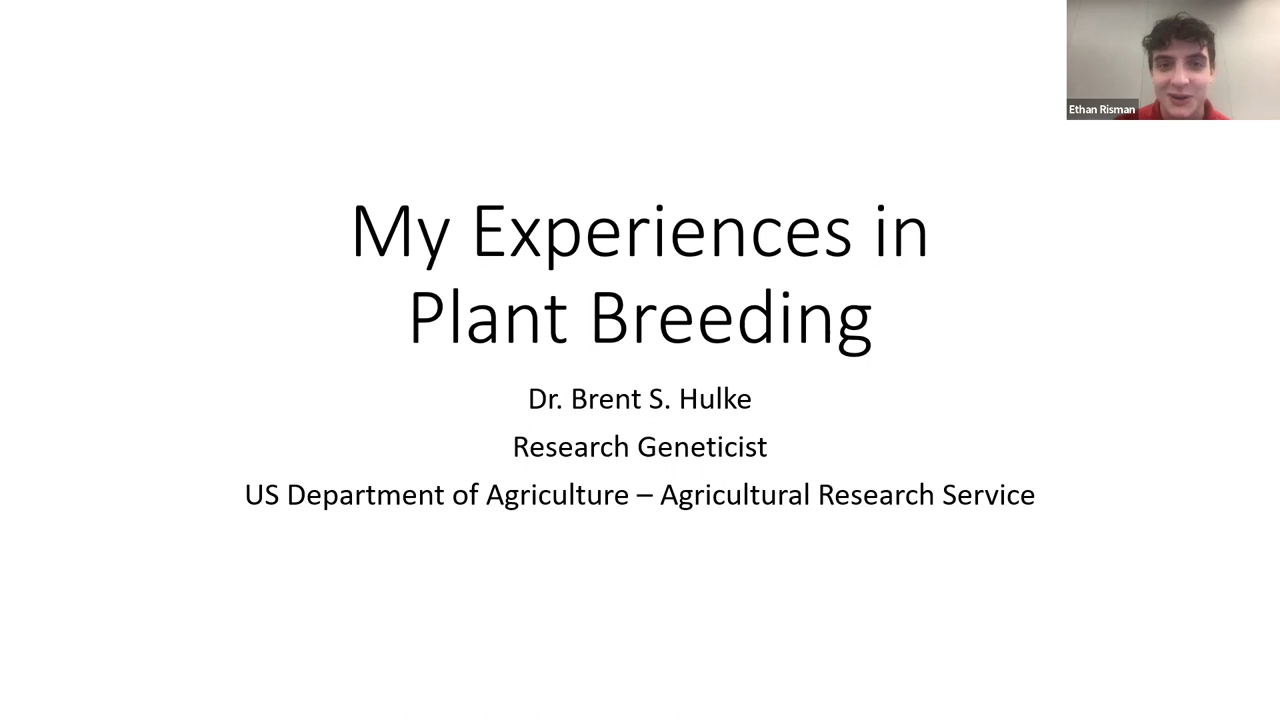 Ethan Risman
My Experiences in
Plant Breeding
Dr. Brent S. Hulke
Research Geneticist
US Department of Agriculture – Agricultural Research Service